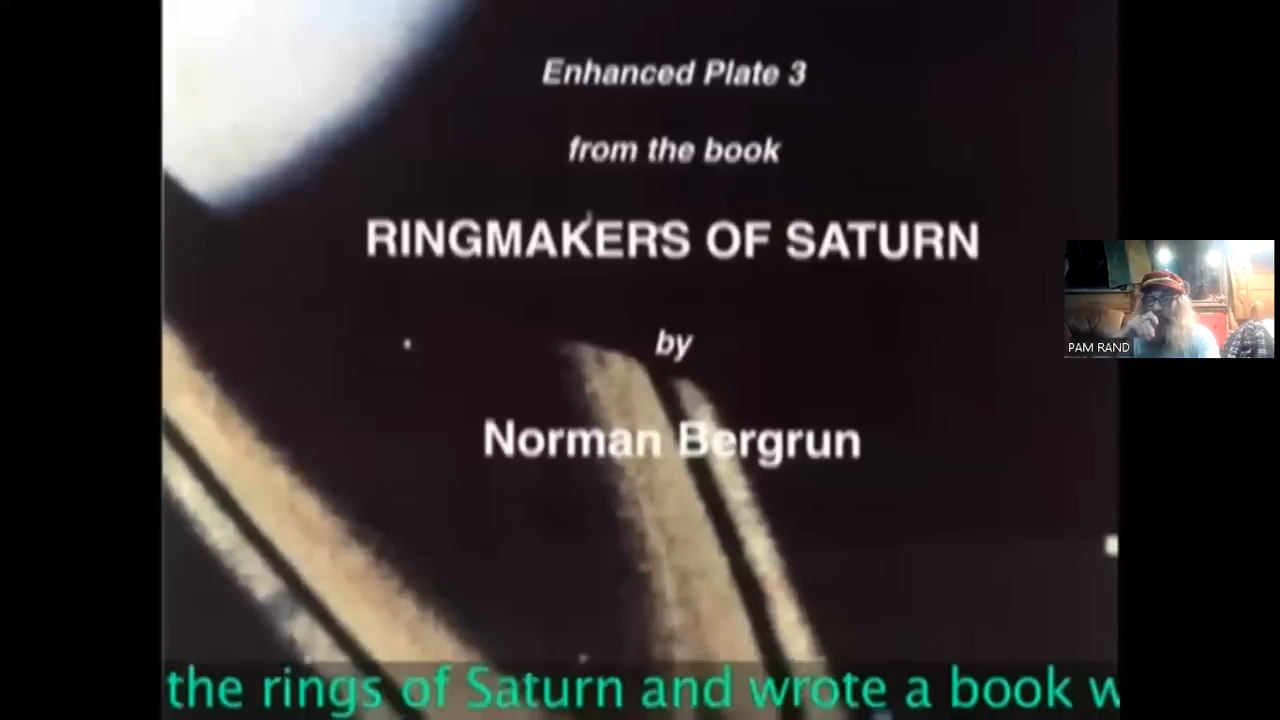 Enhanced Plate 3
from the book
RINGMAKERS OF SATURN
by
Norman Bergrun
PAM RAND
the rings of Saturn and wrote a book w